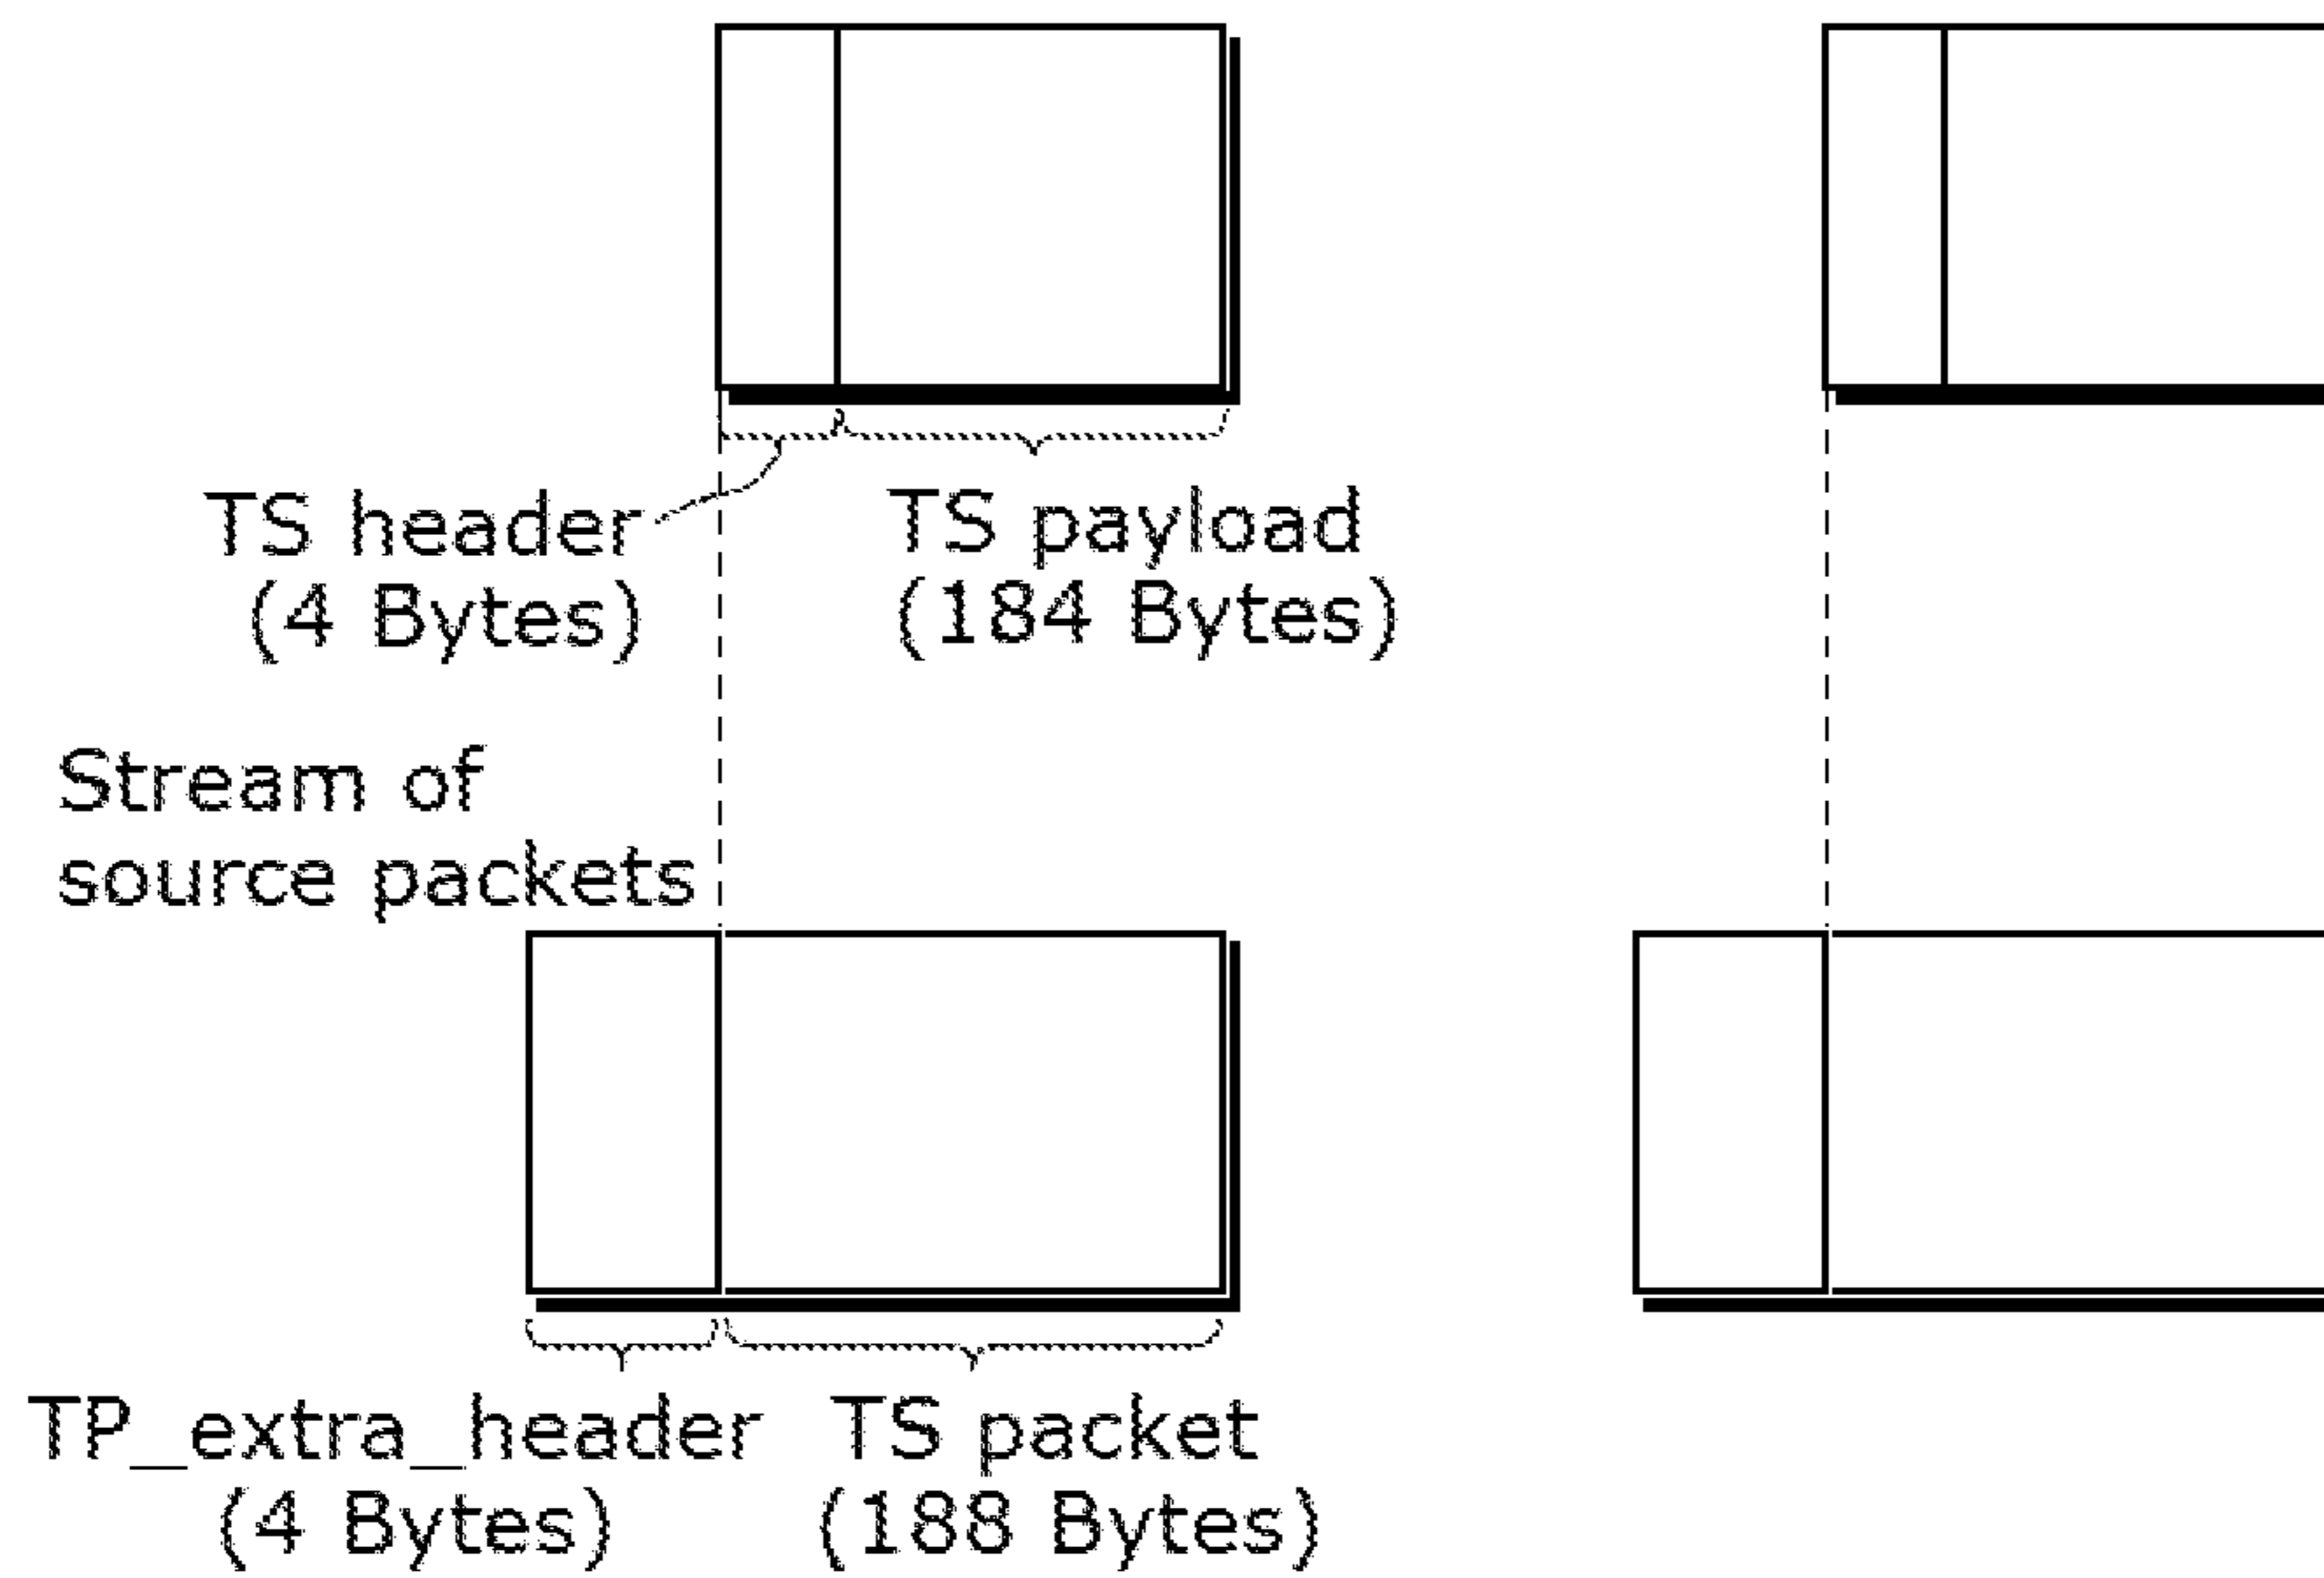 TS header
(4 Bytes)
TS payload
(184 Bytes)
Stream of
source packets
TP_extra_header
(4 Bytes)
TS packet
(188 Bytes)